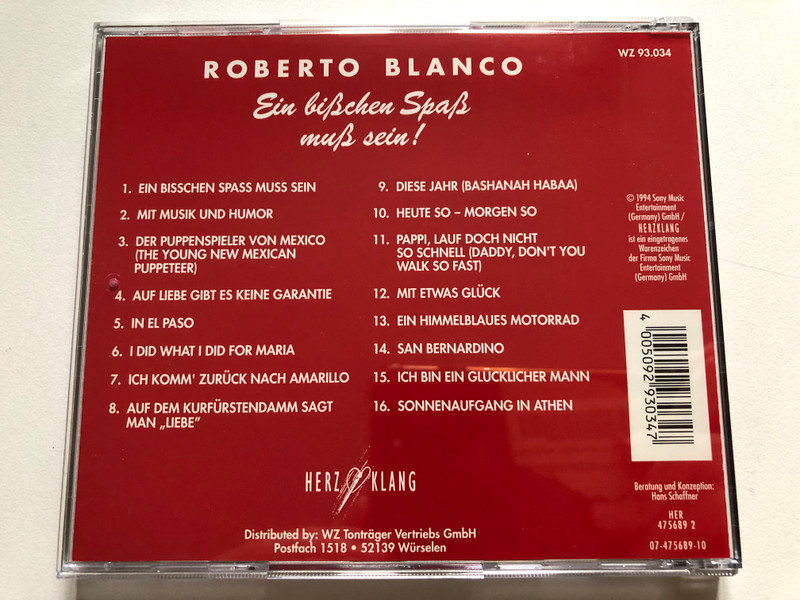 WZ 93.034
ROBERTO BLANCO
Ein bißchen Spaß
muß sein!
1. EIN BISSCHEN SPASS MUSS SEIN
2. MIT MUSIK UND HUMOR
3. DER PUPPENSPIELER VON MEXICO
(THE YOUNG NEW MEXICAN
PUPPETEER)
4. AUF LIEBE GIBT ES KEINE GARANTIE
5. IN EL PASO
6. I DID WHAT I DID FOR MARIA
7. ICH KOMM' ZURÜCK NACH AMARILLO
8. AUF DEM KURFÜRSTENDAMM SAGT
MAN „LIEBE"
9. DIESE JAHR (BASHANAH HABAA)
10. HEUTE SO – MORGEN SO
11. PAPPI, LAUF DOCH NICHT
SO SCHNELL (DADDY, DON'T YOU
WALK SO FAST)
12. MIT ETWAS GLÜCK
13. EIN HIMMELBLAUES MOTORRAD
14. SAN BERNARDINO
15. ICH BIN EIN GLÜCKLICHER MANN
16. SONNENAUFGANG IN ATHEN
© 1994 Sony Music
Entertainment
(Germany) GmbH /
HERZKLANG
ist ein eingetragenes
Warenzeichen
der Firma Sony Music
Entertainment
(Germany) GmbH
4 005092 930347
Beratung und Konzeption:
Hans Schaffner
HER
475689 2
07-475689-10
HERZ KLANG
Distributed by: WZ Tonträger Vertriebs GmbH
Postfach 1518 • 52139 Würselen